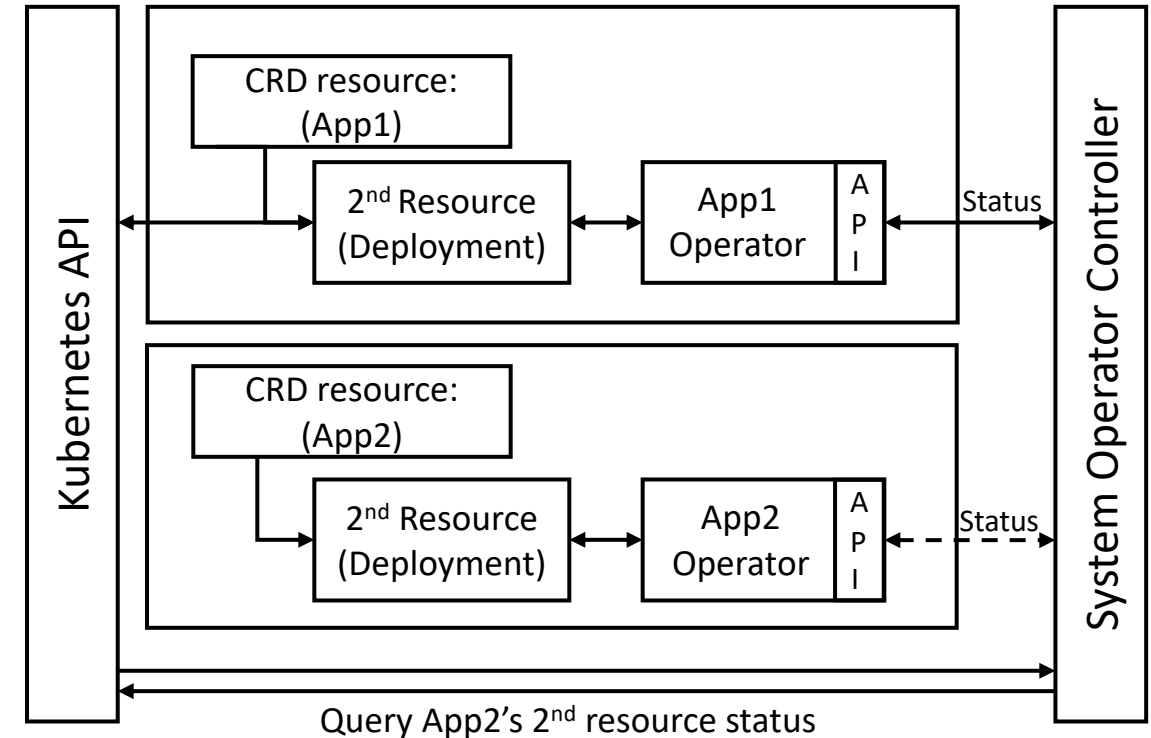 Kubernetes API
CRD resource:
(App1)
2nd Resource
(Deployment)
App1
Operator
A
P
I
Status
CRD resource:
(App2)
2nd Resource
(Deployment)
App2
Operator
A
P
I
Status
System Operator Controller
Query App2's 2nd resource status